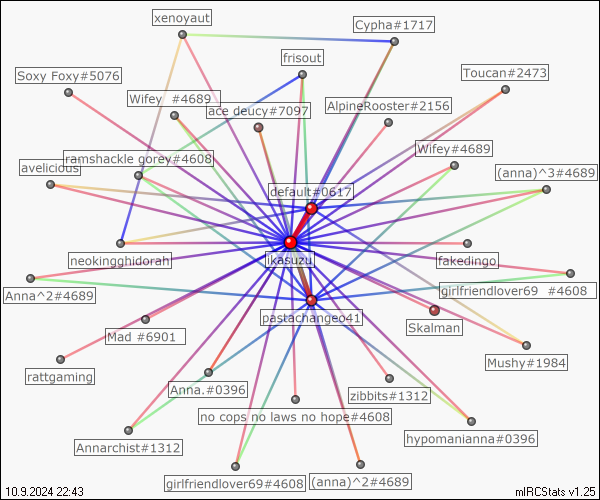 xenoyaut
Cypha#1717
frisout
Soxy Foxy#5076
Toucan#2473
Wifey #4689
ace deucy#7097
AlpineRooster#2156
Wifey#4689
ramshackle gorey#4608
avelicious
(anna)^3#4689
default#0617
neokingghidorah
ikasuzu
fakedingo
Anna^2#4689
girlfriendlover69 #4608
pastachangeo41
Skalman
Mad #6901
Mushy#1984
rattgaming
Anna.#0396
zibbits#1312
no cops no laws no hope#4608
Annarchist#1312
hypomanianna#0396
girlfriendlover69#4608
(anna)^2#4689
10.9.2024 22:43
mIRCStats v1.25